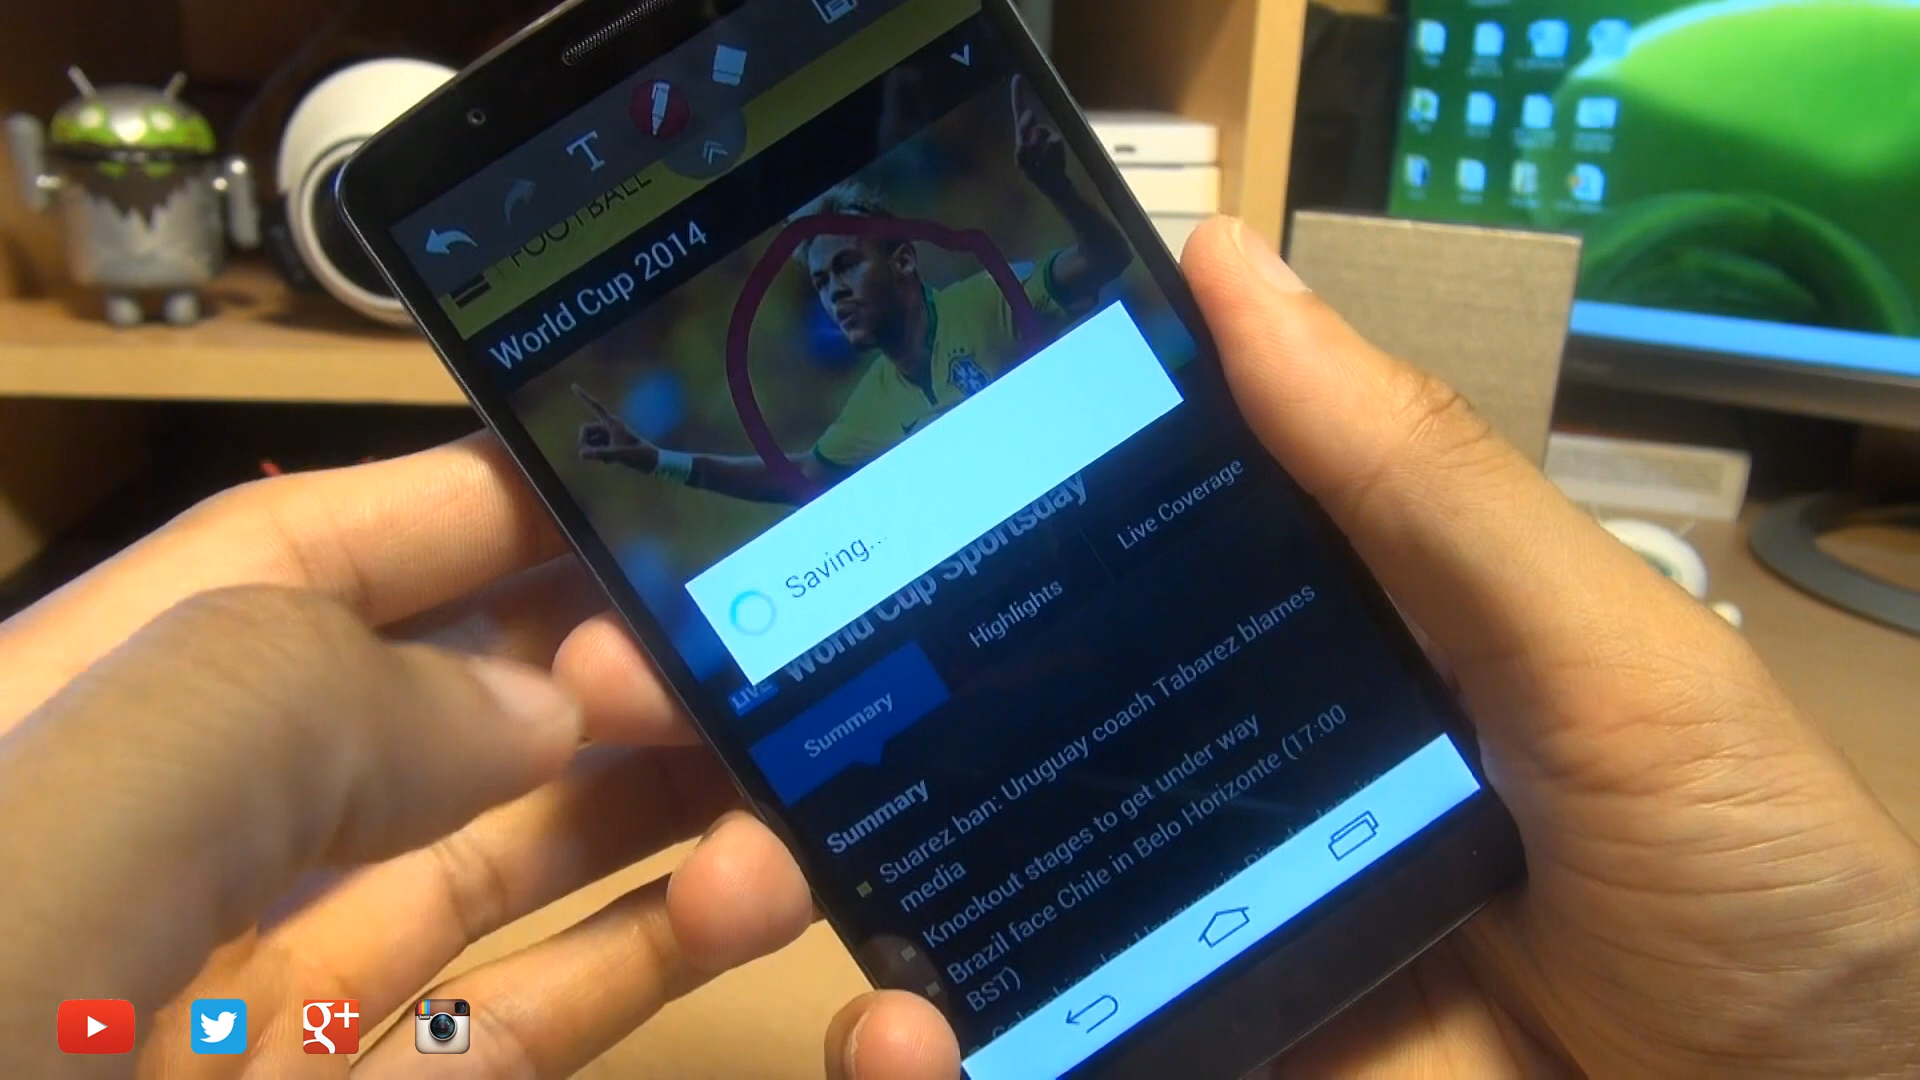 T
FOOTBALL
World Cup 2014
Saving...
LIVE World Cup Sportsday
Summary
Highlights
Live Coverage
Summary
Suarez ban: Uruguay coach Tabarez blames
media
Knockout stages to get under way
Brazil face Chile in Belo Horizonte (17:00
BST)
g+